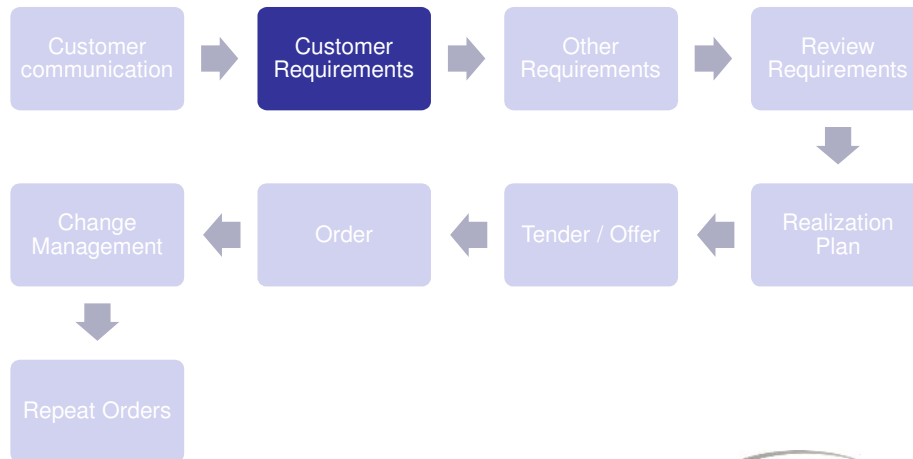 Customer
communication
Customer
Requirements
Other
Requirements
Review
Requirements
Realization
Plan
Tender / Offer
Order
Change
Management
Repeat Orders